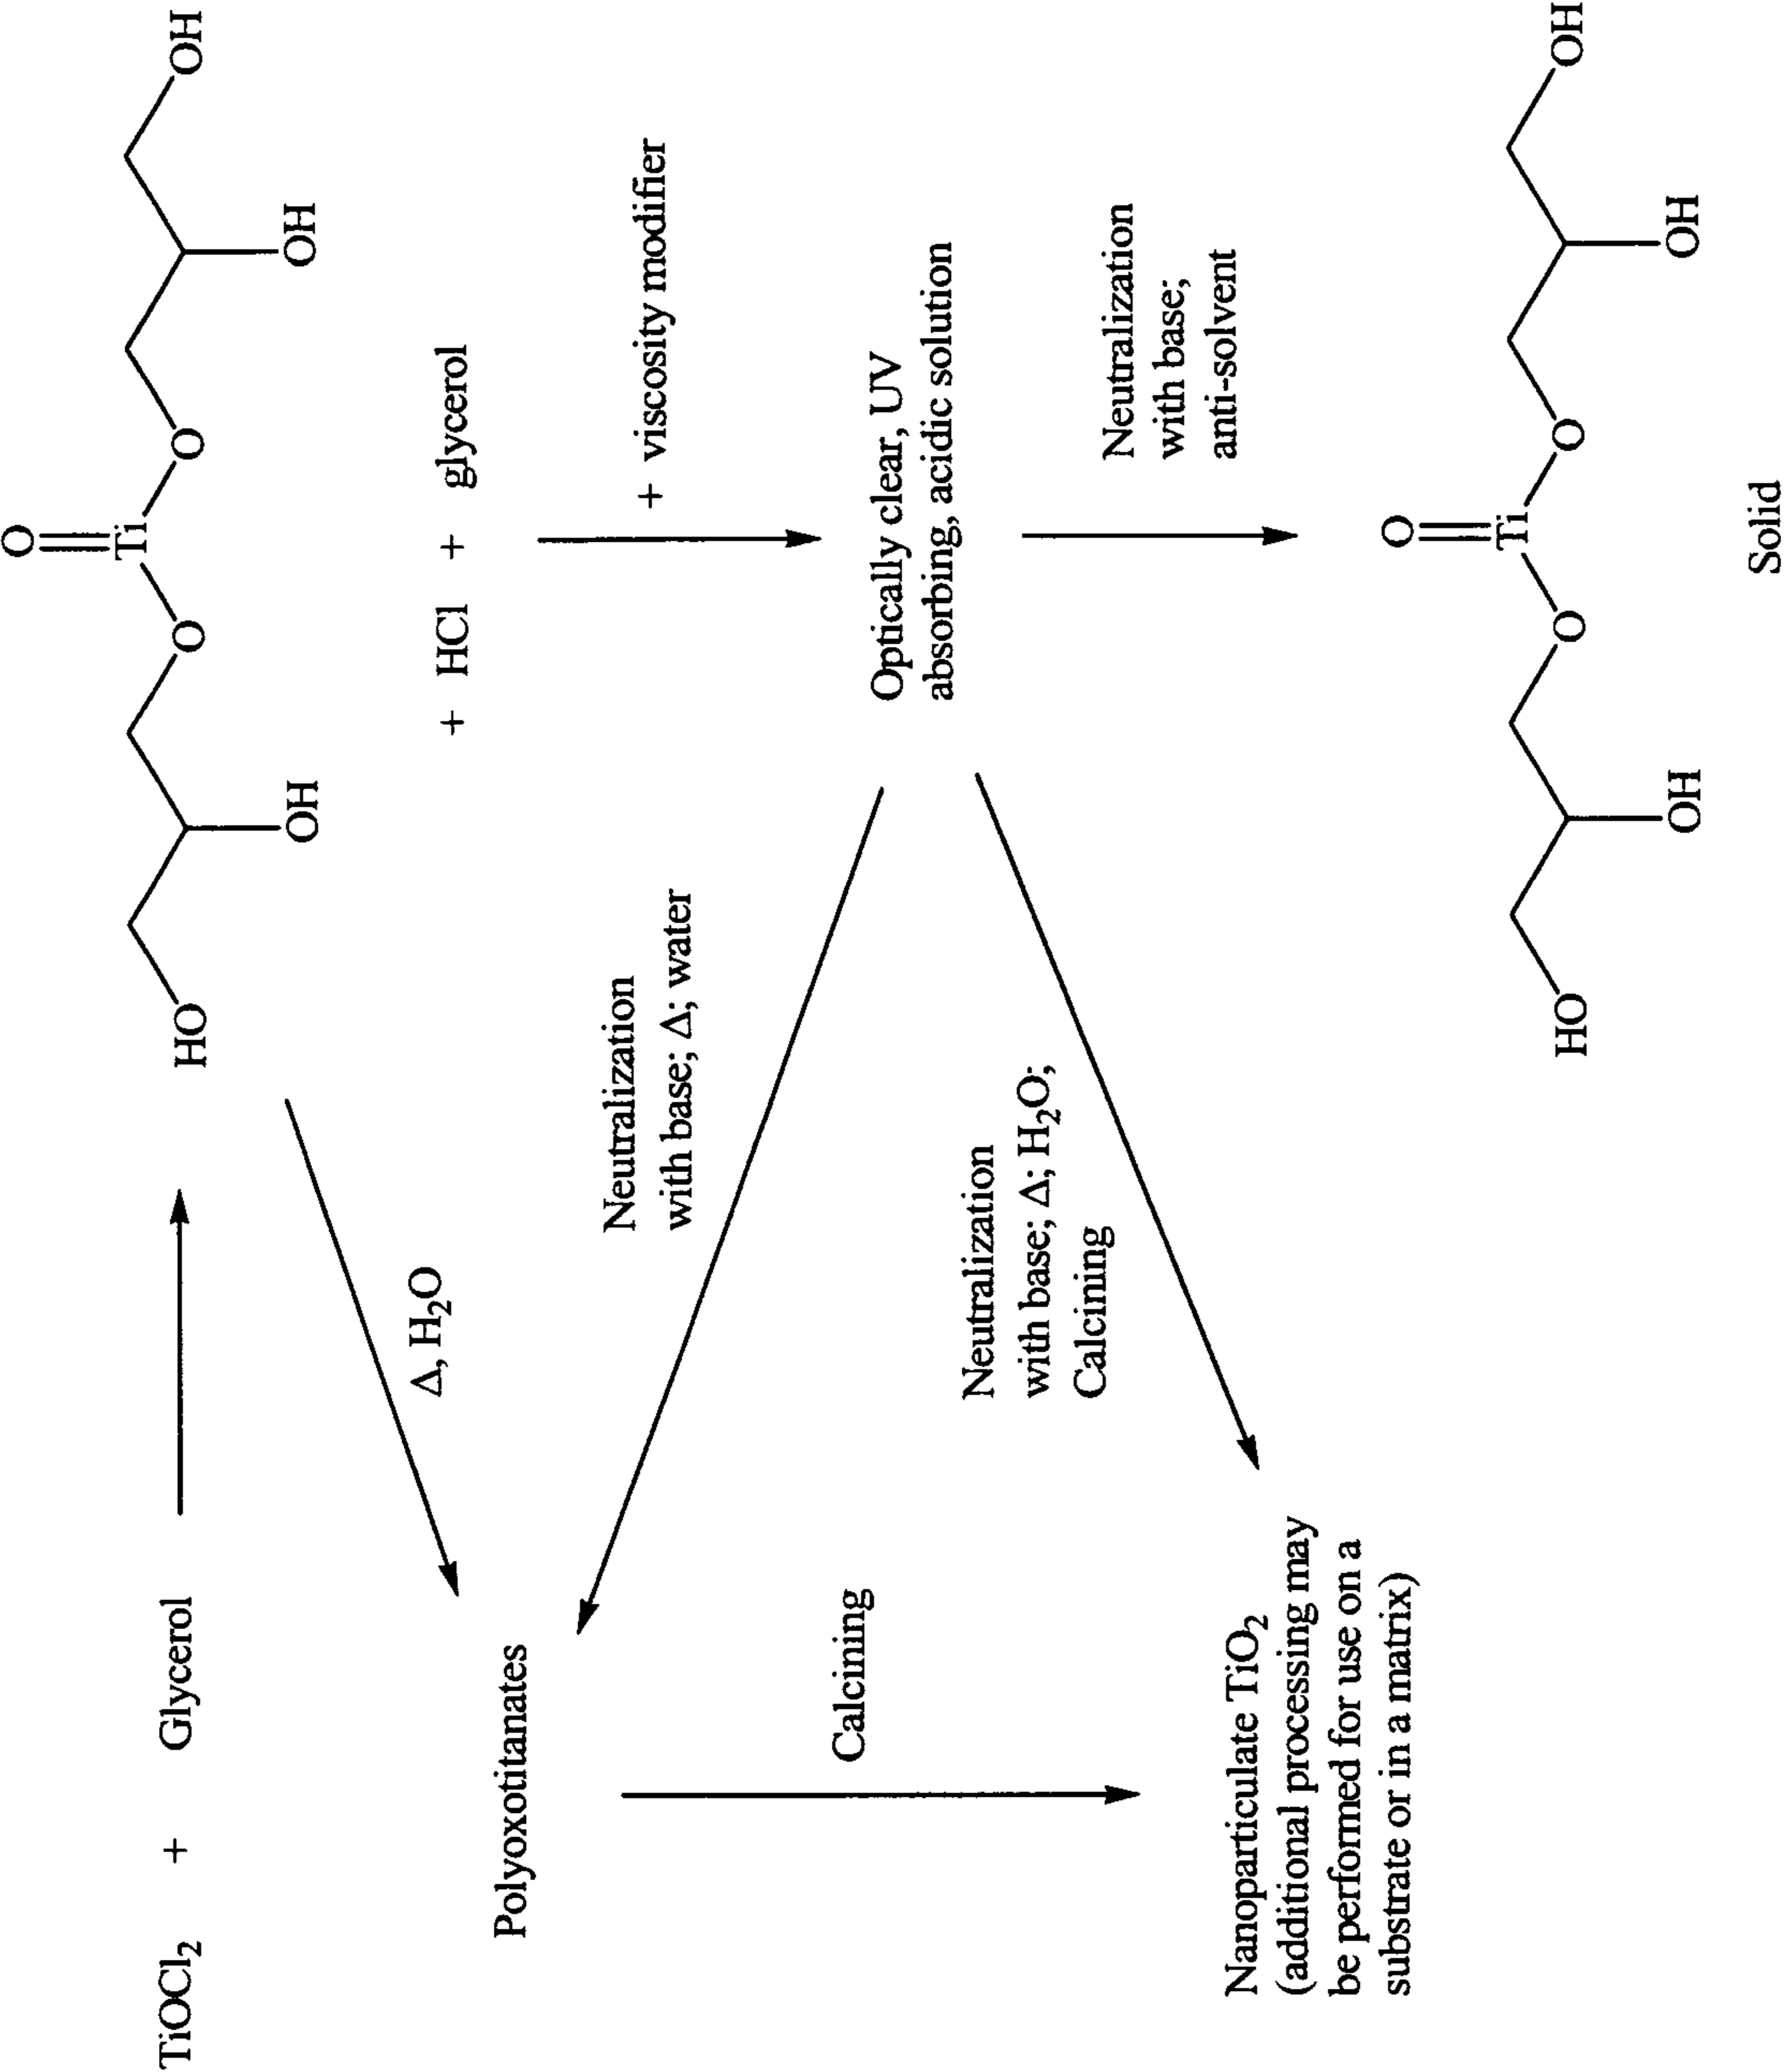 TiOCl₂ + Glycerol
O
Ti
HO
O
O
OH
OH
OH
+ HCl + glycerol
Δ, H₂O
+ viscosity modifier
Polyoxotitanates
Neutralization
with base; Δ; water
Optically clear, UV
absorbing, acidic solution
Calcining
Neutralization
with base; Δ; H₂O;
Calcining
Neutralization
with base;
anti-solvent
Nanoparticulate TiO₂
(additional processing may
be performed for use on a
substrate or in a matrix)
O
Ti
HO
O
O
OH
OH
OH
Solid